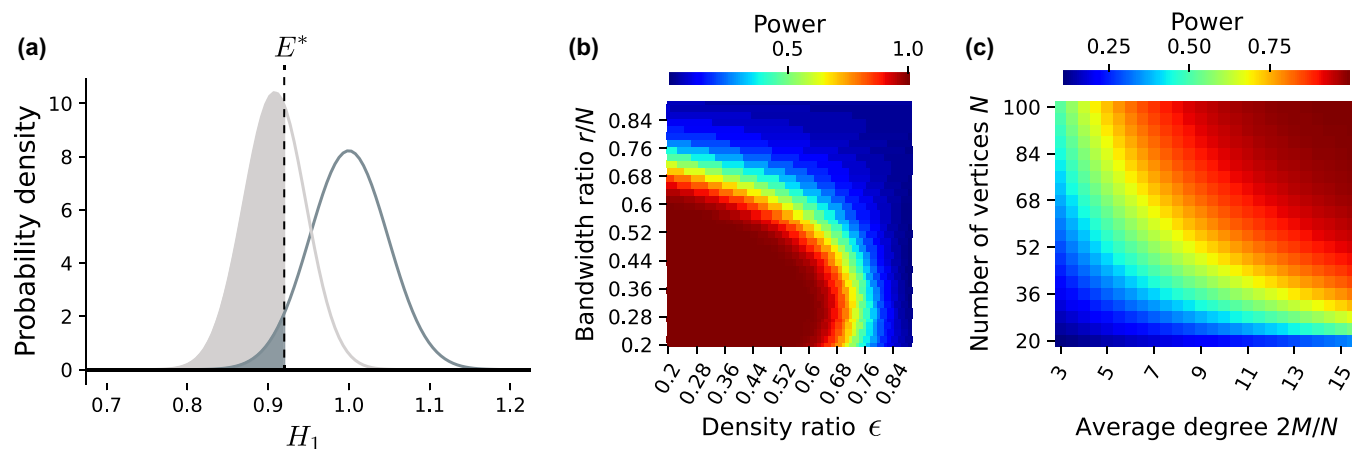 (a)
E*
Probability density
10
8
6
4
2
0
0.7 0.8 0.9 1.0 1.1 1.2
H₁
(b)
Power
0.5 1.0
Bandwidth ratio r/N
0.84
0.76
0.68
0.6
0.52
0.44
0.36
0.28
0.2
0.2 0.28 0.36 0.44 0.52 0.6 0.68 0.76 0.84
Density ratio ϵ
(c)
Power
0.25 0.50 0.75
Number of vertices N
100
84
68
52
36
20
3 5 7 9 11 13 15
Average degree 2M/N